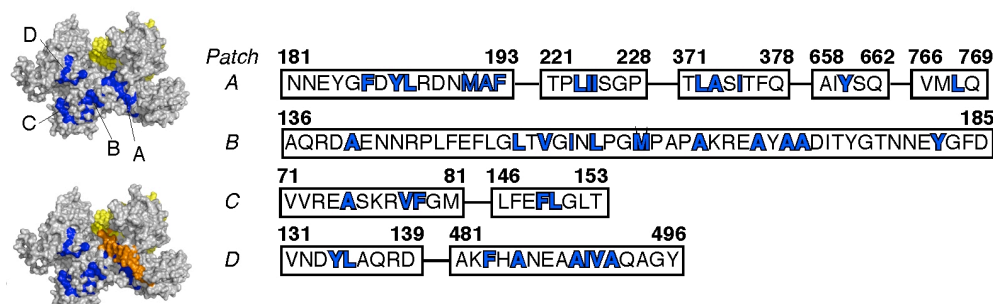 D
C
B
A
Patch
181 193 221 228 371 378 658 662 766 769
A NNEYGFDYLRDNMAF TPLIISGP TLASITFQ AIYSQ VMLQ
136 185
B AQRDAENNRPLFEFLGLTVGINLPGMPAPAKREAYAADITYGTNNEYGFD
71 81 146 153
C VVREASKRVFGM LFEFLGLT
131 139 481 496
D VNDYLAQRD AKFHANEAAIVAQAGY